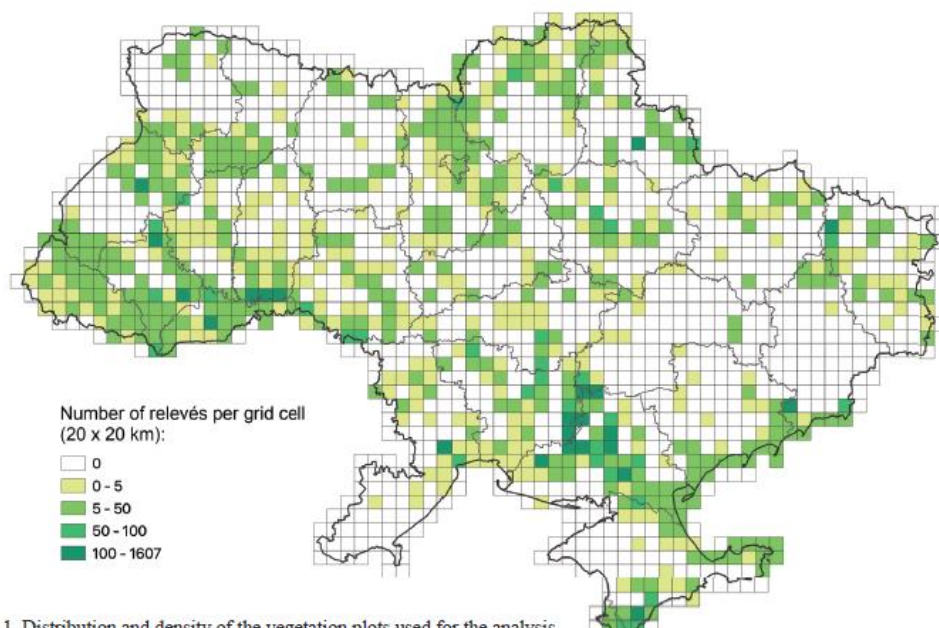 Number of relevés per grid cell
(20 x 20 km):
0
0 - 5
5 - 50
50 - 100
100 - 1607
1. Distribution and density of the vegetation plots used for the analysis